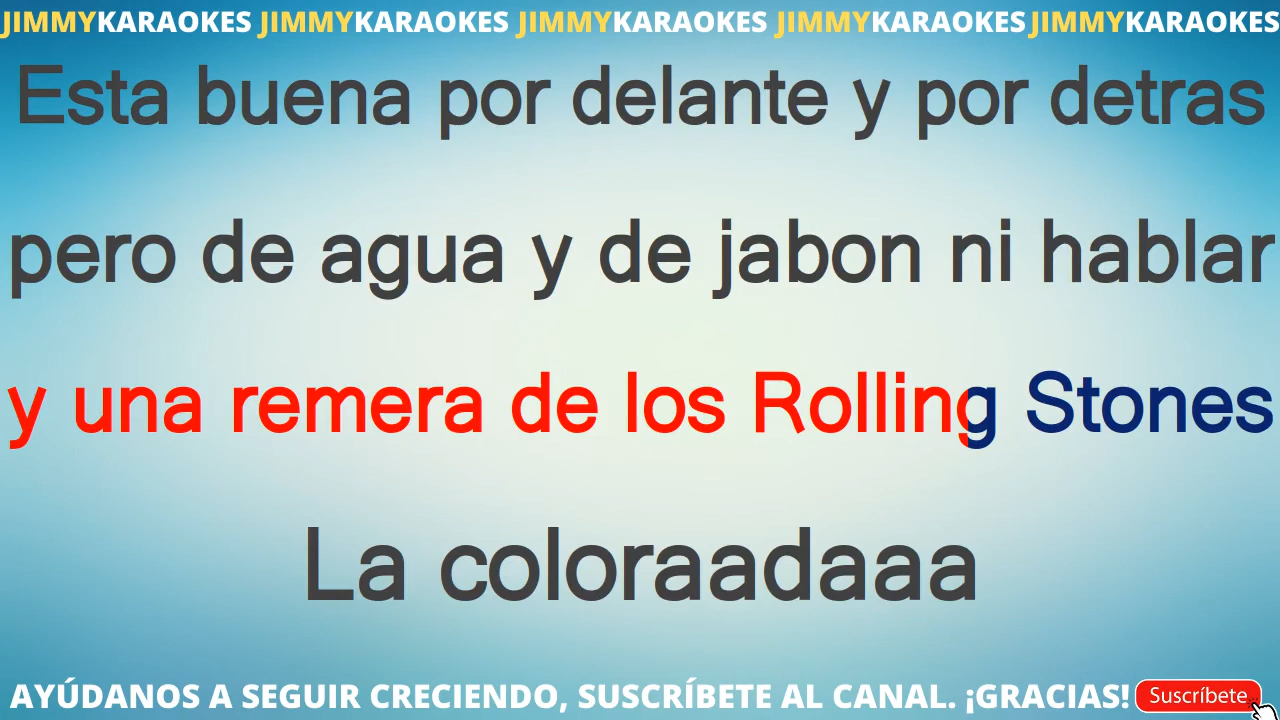 JIMMYKARAOKES JIMMYKARAOKES JIMMYKARAOKES JIMMYKARAOKES JIMMYKARAOKES
Esta buena por delante y por detras
pero de agua y de jabon ni hablar
y una remera de los Rolling Stones
La coloraadaaa
AYÚDANOS A SEGUIR CRECIENDO, SUSCRÍBETE AL CANAL. ¡GRACIAS! Suscríbete